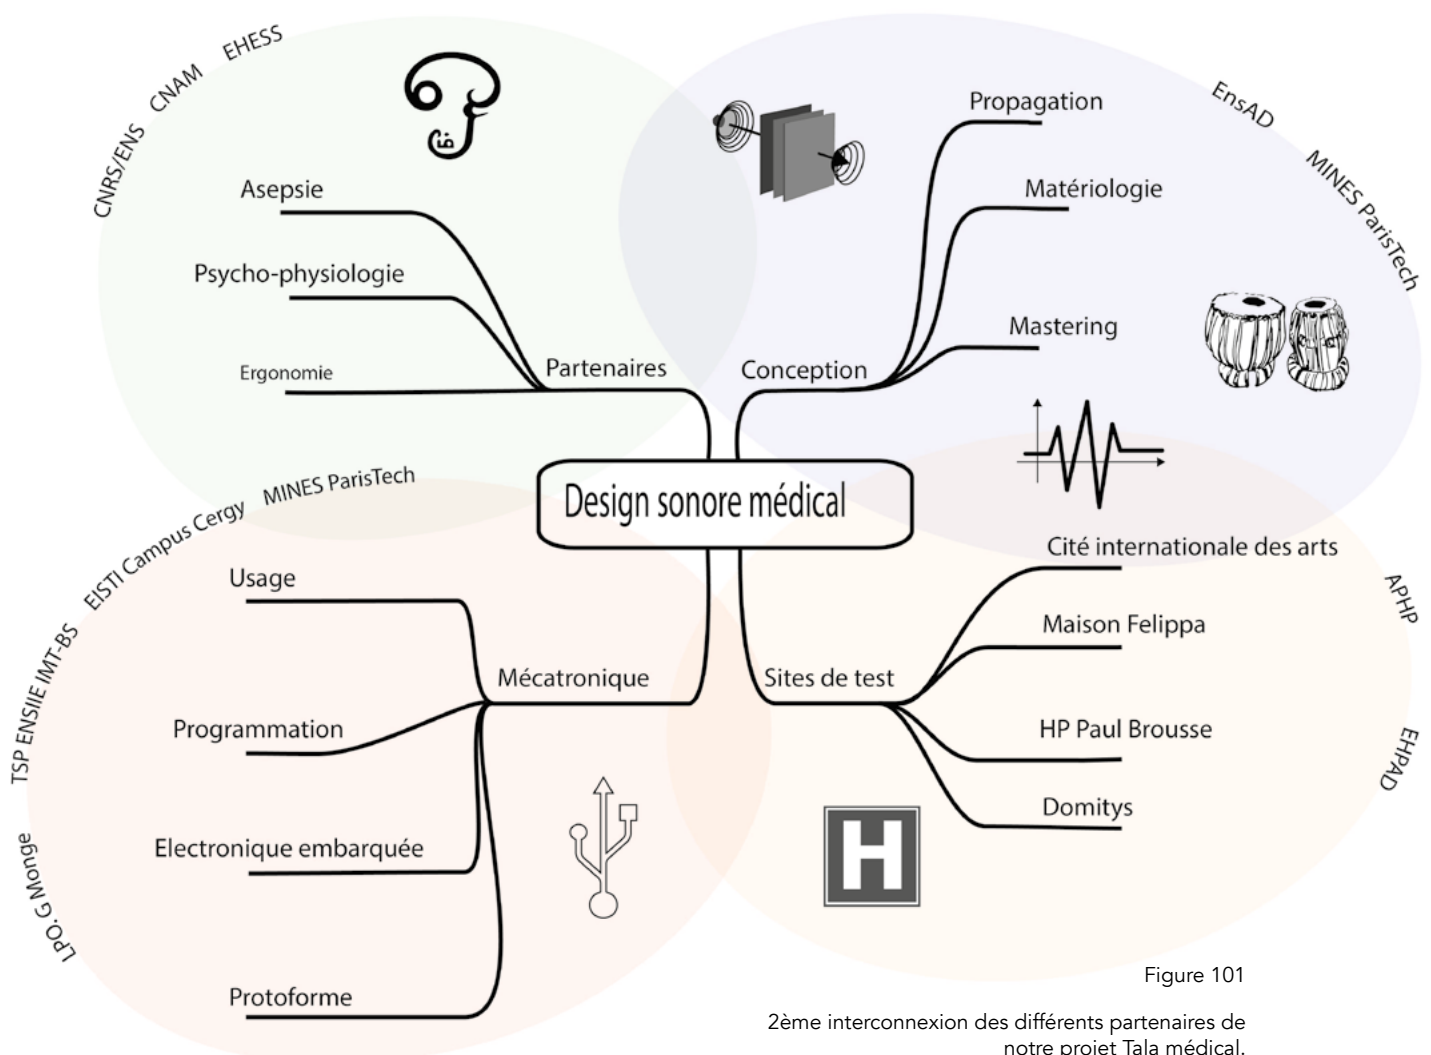 EHESS
CNAM
CNRS/ENS
Asepsie
Psycho-physiologie
Ergonomie
Partenaires
EnsAD
MINES ParisTech
Propagation
Matériologie
Mastering
Conception
Design sonore médical
MINES ParisTech
EISTI Campus Cergy
TSP ENSIIE IMT-BS
LPO. G Monge
Usage
Mécatronique
Programmation
Electronique embarquée
Protoforme
Cité internationale des arts
Maison Felippa
Sites de test
HP Paul Brousse
Domitys
APHP
EHPAD
H
Figure 101
2ème interconnexion des différents partenaires de
notre projet Tala médical.